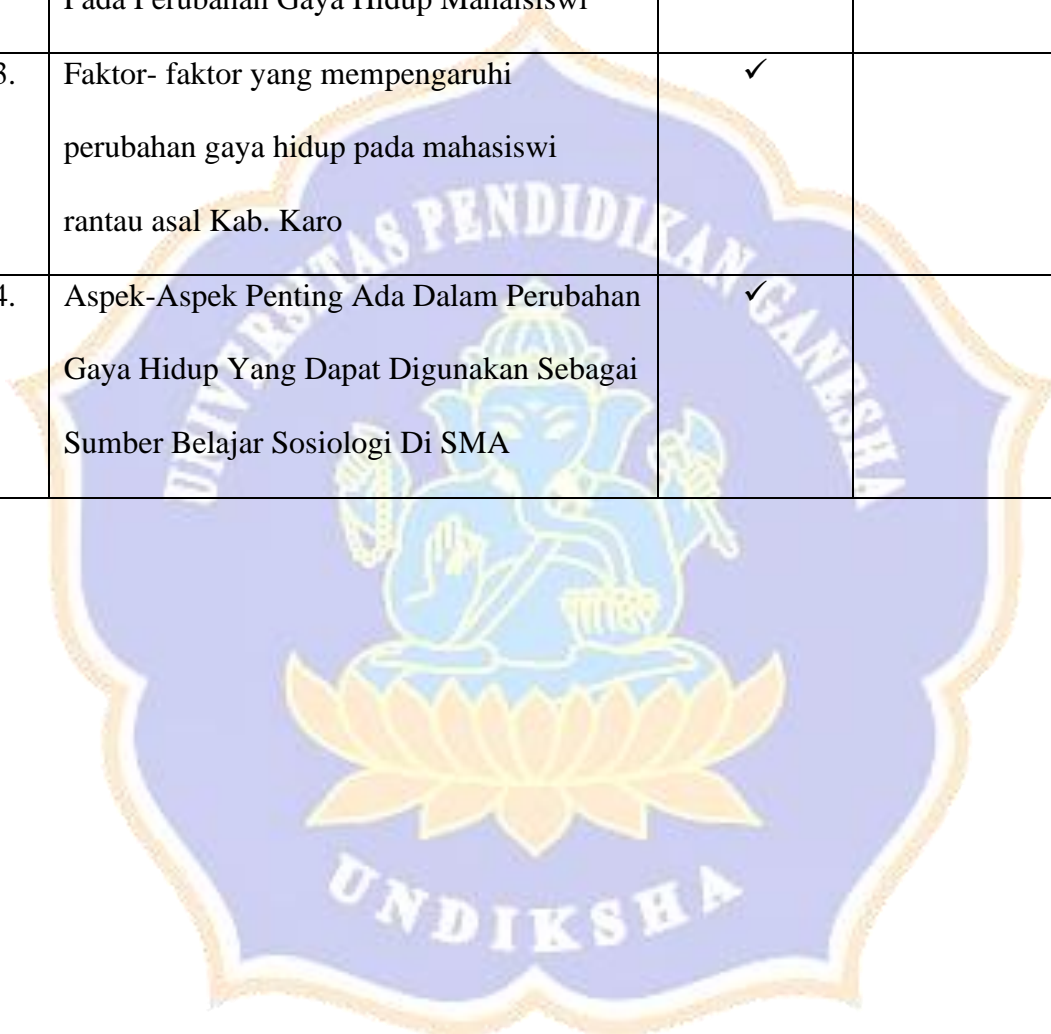 Pada Perubahan Gaya Hidup Mahaisiswi
3. Faktor- faktor yang mempengaruhi ✓
perubahan gaya hidup pada mahasiswi
rantau asal Kab. Karo
4. Aspek-Aspek Penting Ada Dalam Perubahan ✓
Gaya Hidup Yang Dapat Digunakan Sebagai
Sumber Belajar Sosiologi Di SMA
UNIVERSITAS PENDIDIKAN GANESHA
UNDIKSHA